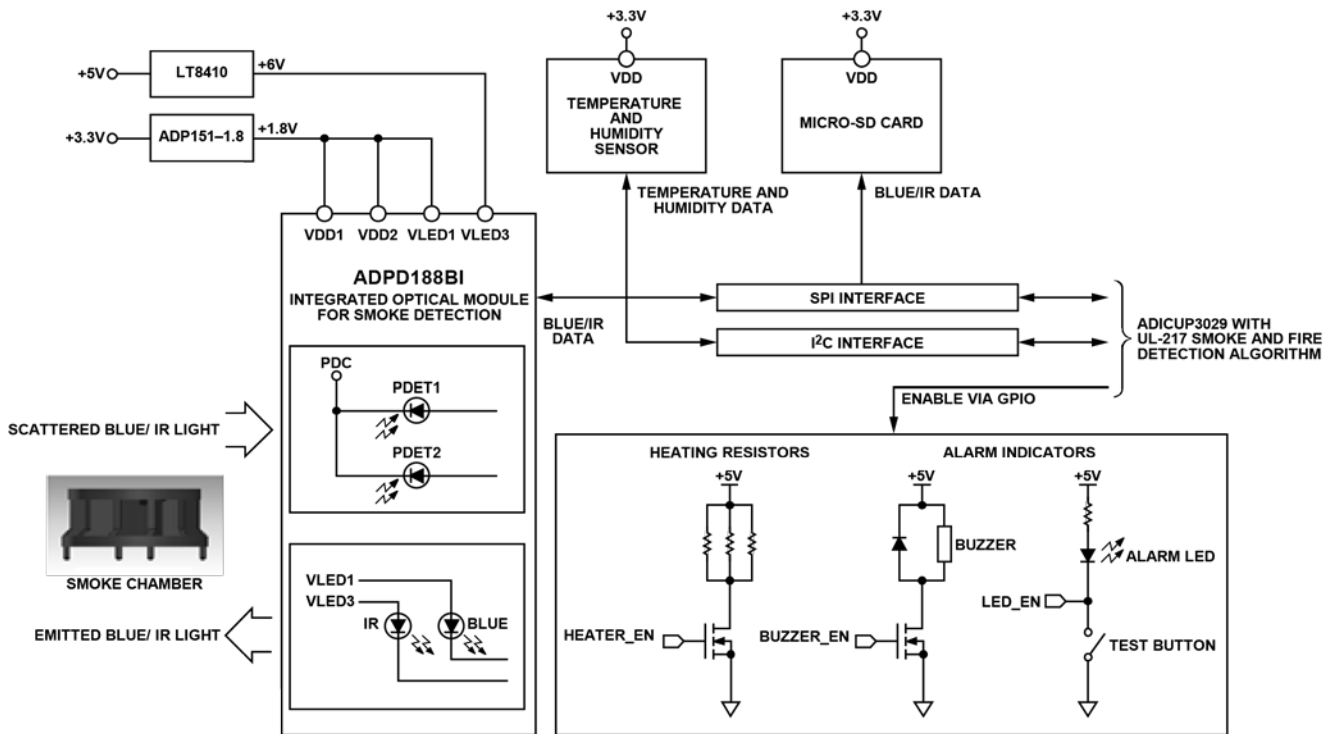 +3.3V
+3.3V
+5V
LT8410
+6V
+3.3V
ADP151–1.8
+1.8V
VDD
TEMPERATURE
AND
HUMIDITY
SENSOR
VDD
MICRO-SD CARD
TEMPERATURE AND
HUMIDITY DATA
BLUE/IR DATA
VDD1
VDD2
VLED1
VLED3
ADPD188BI
INTEGRATED OPTICAL MODULE
FOR SMOKE DETECTION
BLUE/IR
DATA
SPI INTERFACE
I2C INTERFACE
ADICUP3029 WITH
UL-217 SMOKE AND FIRE
DETECTION ALGORITHM
ENABLE VIA GPIO
PDC
PDET1
PDET2
SCATTERED BLUE/ IR LIGHT
SMOKE CHAMBER
EMITTED BLUE/ IR LIGHT
VLED1
VLED3
IR
BLUE
HEATING RESISTORS
ALARM INDICATORS
+5V
+5V
+5V
BUZZER
ALARM LED
LED_EN
HEATER_EN
BUZZER_EN
TEST BUTTON